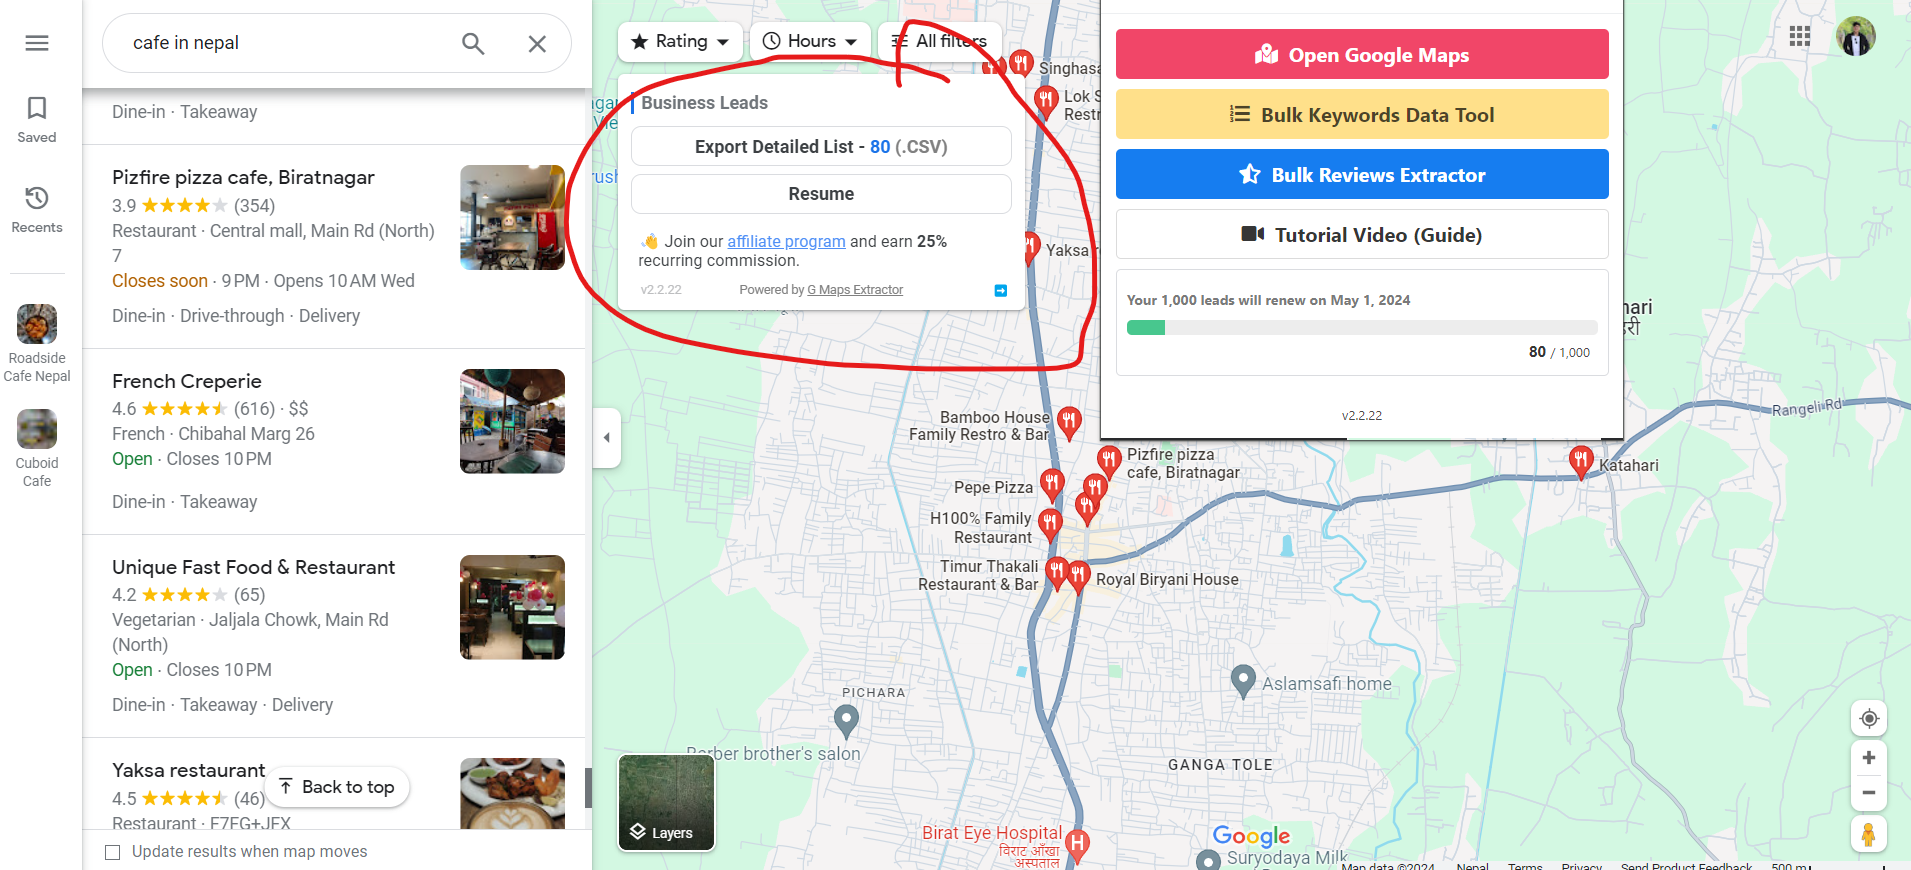 cafe in nepal
Saved
Recents
Roadside
Cafe Nepal
Cuboid
Cafe
Dine-in · Takeaway
Pizfire pizza cafe, Biratnagar
3.9 (354)
Restaurant · Central mall, Main Rd (North)
7
Closes soon · 9 PM · Opens 10 AM Wed
Dine-in · Drive-through · Delivery
French Creperie
4.6 (616) · $$
French · Chibahal Marg 26
Open · Closes 10 PM
Dine-in · Takeaway
Unique Fast Food & Restaurant
4.2 (65)
Vegetarian · Jaljala Chowk, Main Rd
(North)
Open · Closes 10 PM
Dine-in · Takeaway · Delivery
Yaksa restaurant
4.5 (46)
Restaurant · F7FG+JFX
Back to top
Update results when map moves
Rating
Hours
All filters
Business Leads
Export Detailed List - 80 (.CSV)
Resume
👋 Join our affiliate program and earn 25%
recurring commission.
v2.2.22
Powered by G Maps Extractor
Open Google Maps
Bulk Keywords Data Tool
Bulk Reviews Extractor
Tutorial Video (Guide)
Your 1,000 leads will renew on May 1, 2024
80 / 1,000
v2.2.22
Singhasa
Lok S
Restr
Yaksa r
Bamboo House
Family Restro & Bar
Pizfire pizza
cafe, Biratnagar
Pepe Pizza
H100% Family
Restaurant
Timur Thakali
Restaurant & Bar
Royal Biryani House
Katahari
Rangeli Rd
hari
Aslamsafi home
PICHARA
Barber brother's salon
GANGA TOLE
Birat Eye Hospital
विराट आँखा
अस्पताल
Suryodaya Milk
Layers
Google
Map data ©2024
Nepal
Terms
Privacy
Send Product Feedback
500 m